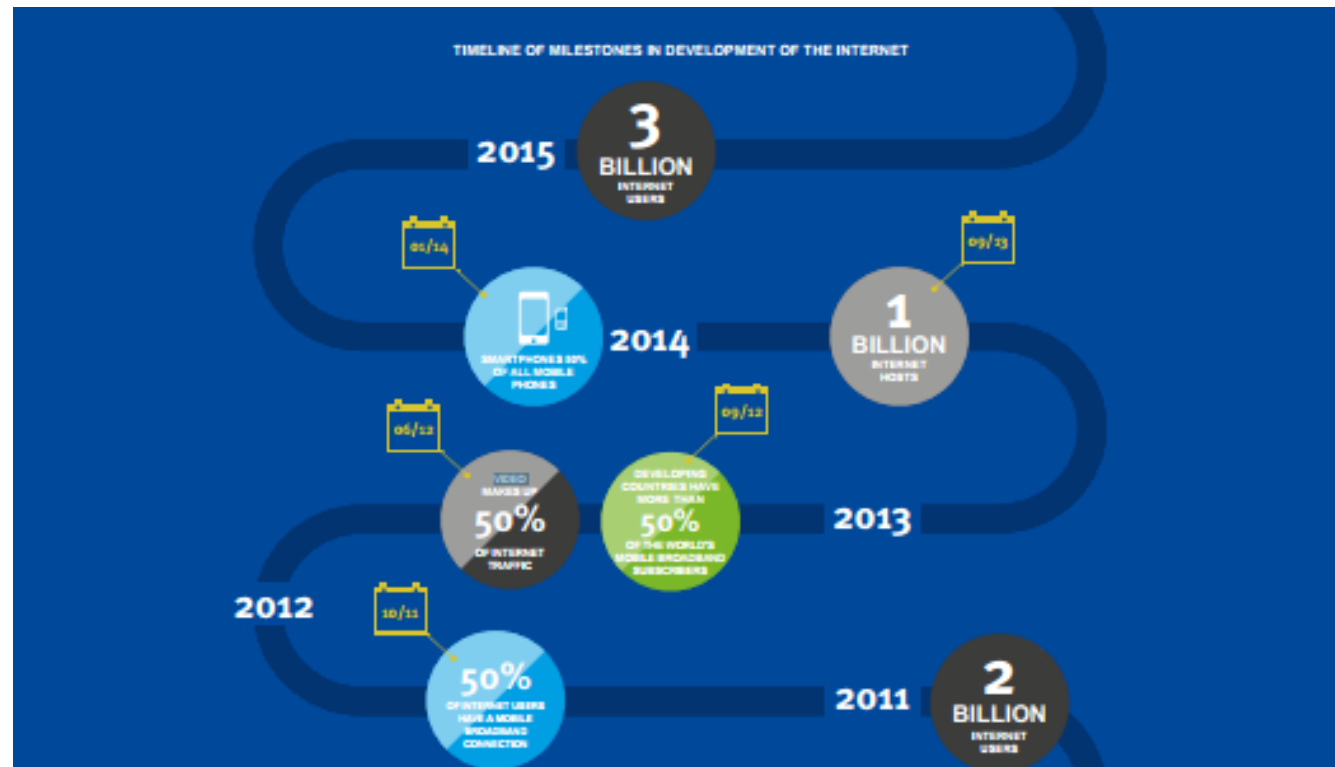 TIMELINE OF MILESTONES IN DEVELOPMENT OF THE INTERNET
2015
3
BILLION
INTERNET
USERS
01/14
SMARTPHONES 50%
OF ALL MOBILE
PHONES
2014
09/13
1
BILLION
INTERNET
HOSTS
06/12
VIDEO
MAKES UP
50%
OF INTERNET
TRAFFIC
09/12
DEVELOPING
COUNTRIES HAVE
MORE THAN
50%
OF THE WORLD'S
MOBILE BROADBAND
SUBSCRIBERS
2013
2012
10/11
50%
OF INTERNET USERS
HAVE A MOBILE
BROADBAND
CONNECTION
2011
2
BILLION
INTERNET
USERS